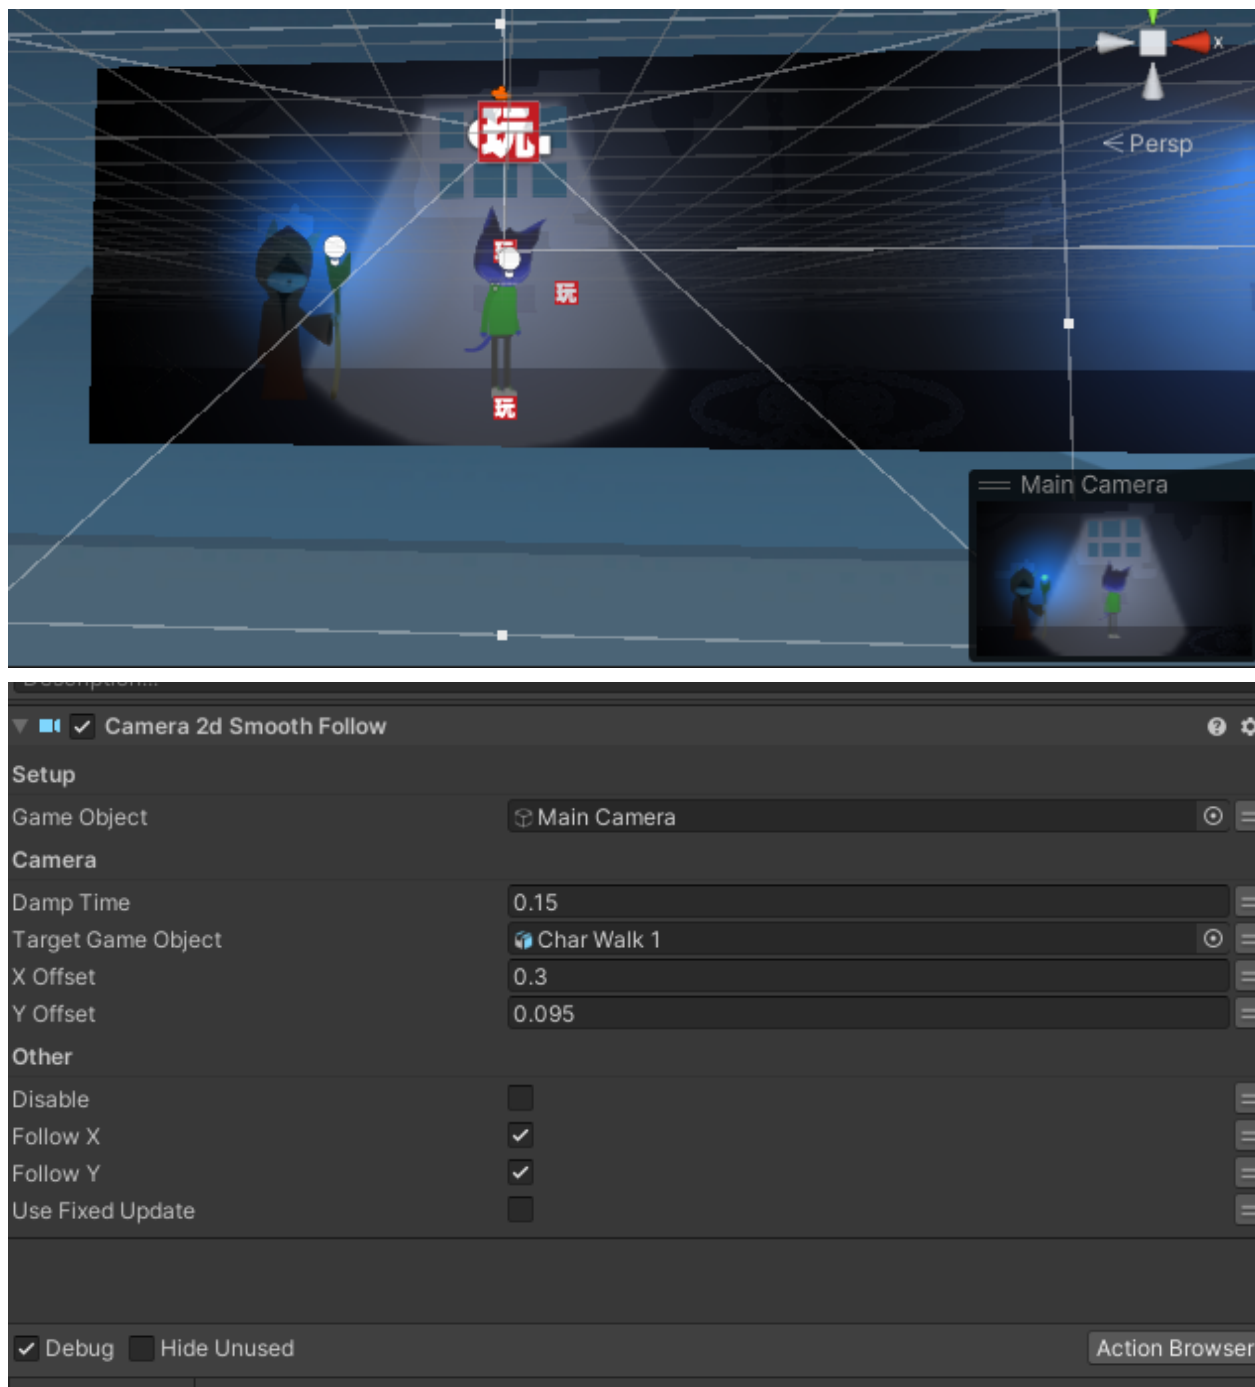 玩
x
< Persp
玩
玩
玩
Main Camera
Description...
Camera 2d Smooth Follow
Setup
Game Object Main Camera
Camera
Damp Time 0.15
Target Game Object Char Walk 1
X Offset 0.3
Y Offset 0.095
Other
Disable
Follow X
Follow Y
Use Fixed Update
Debug Hide Unused Action Browser